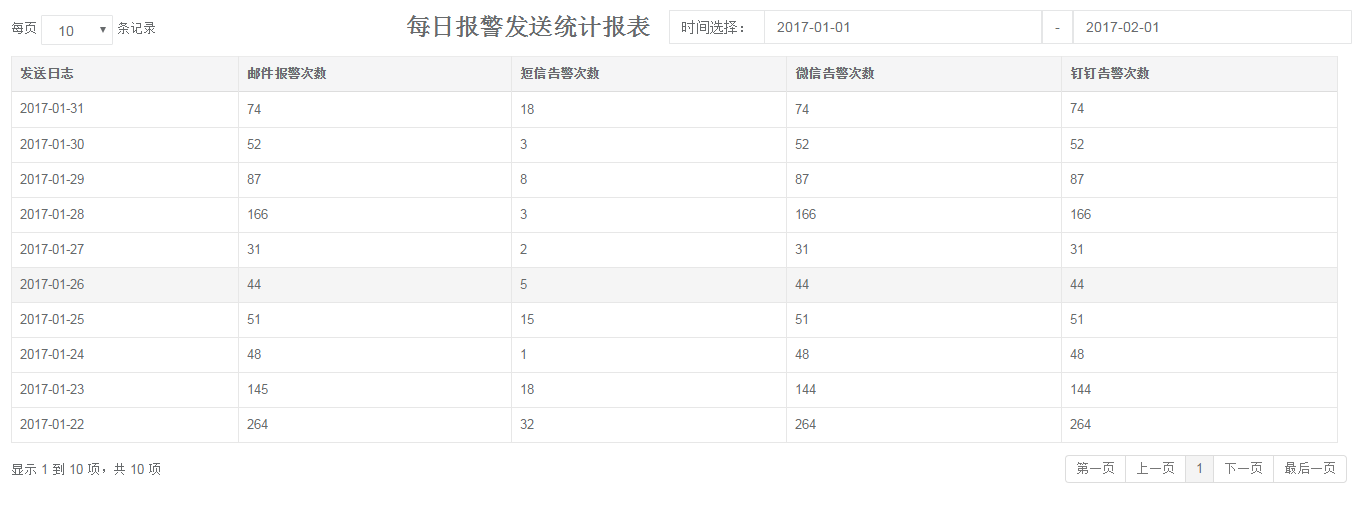 每页 10 条记录 每日报警发送统计报表 时间选择： 2017-01-01 - 2017-02-01
发送日志 邮件报警次数 短信告警次数 微信告警次数 钉钉告警次数
2017-01-31 74 18 74 74
2017-01-30 52 3 52 52
2017-01-29 87 8 87 87
2017-01-28 166 3 166 166
2017-01-27 31 2 31 31
2017-01-26 44 5 44 44
2017-01-25 51 15 51 51
2017-01-24 48 1 48 48
2017-01-23 145 18 144 144
2017-01-22 264 32 264 264
显示 1 到 10 项，共 10 项 第一页 上一页 1 下一页 最后一页